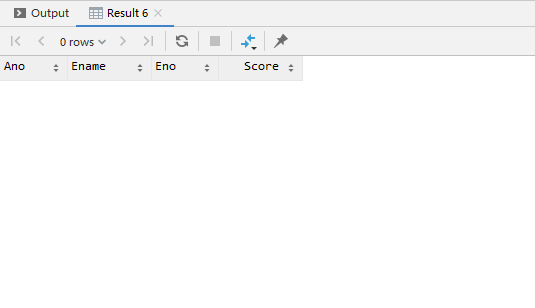 Output Result 6
0 rows
Ano Ename Eno Score